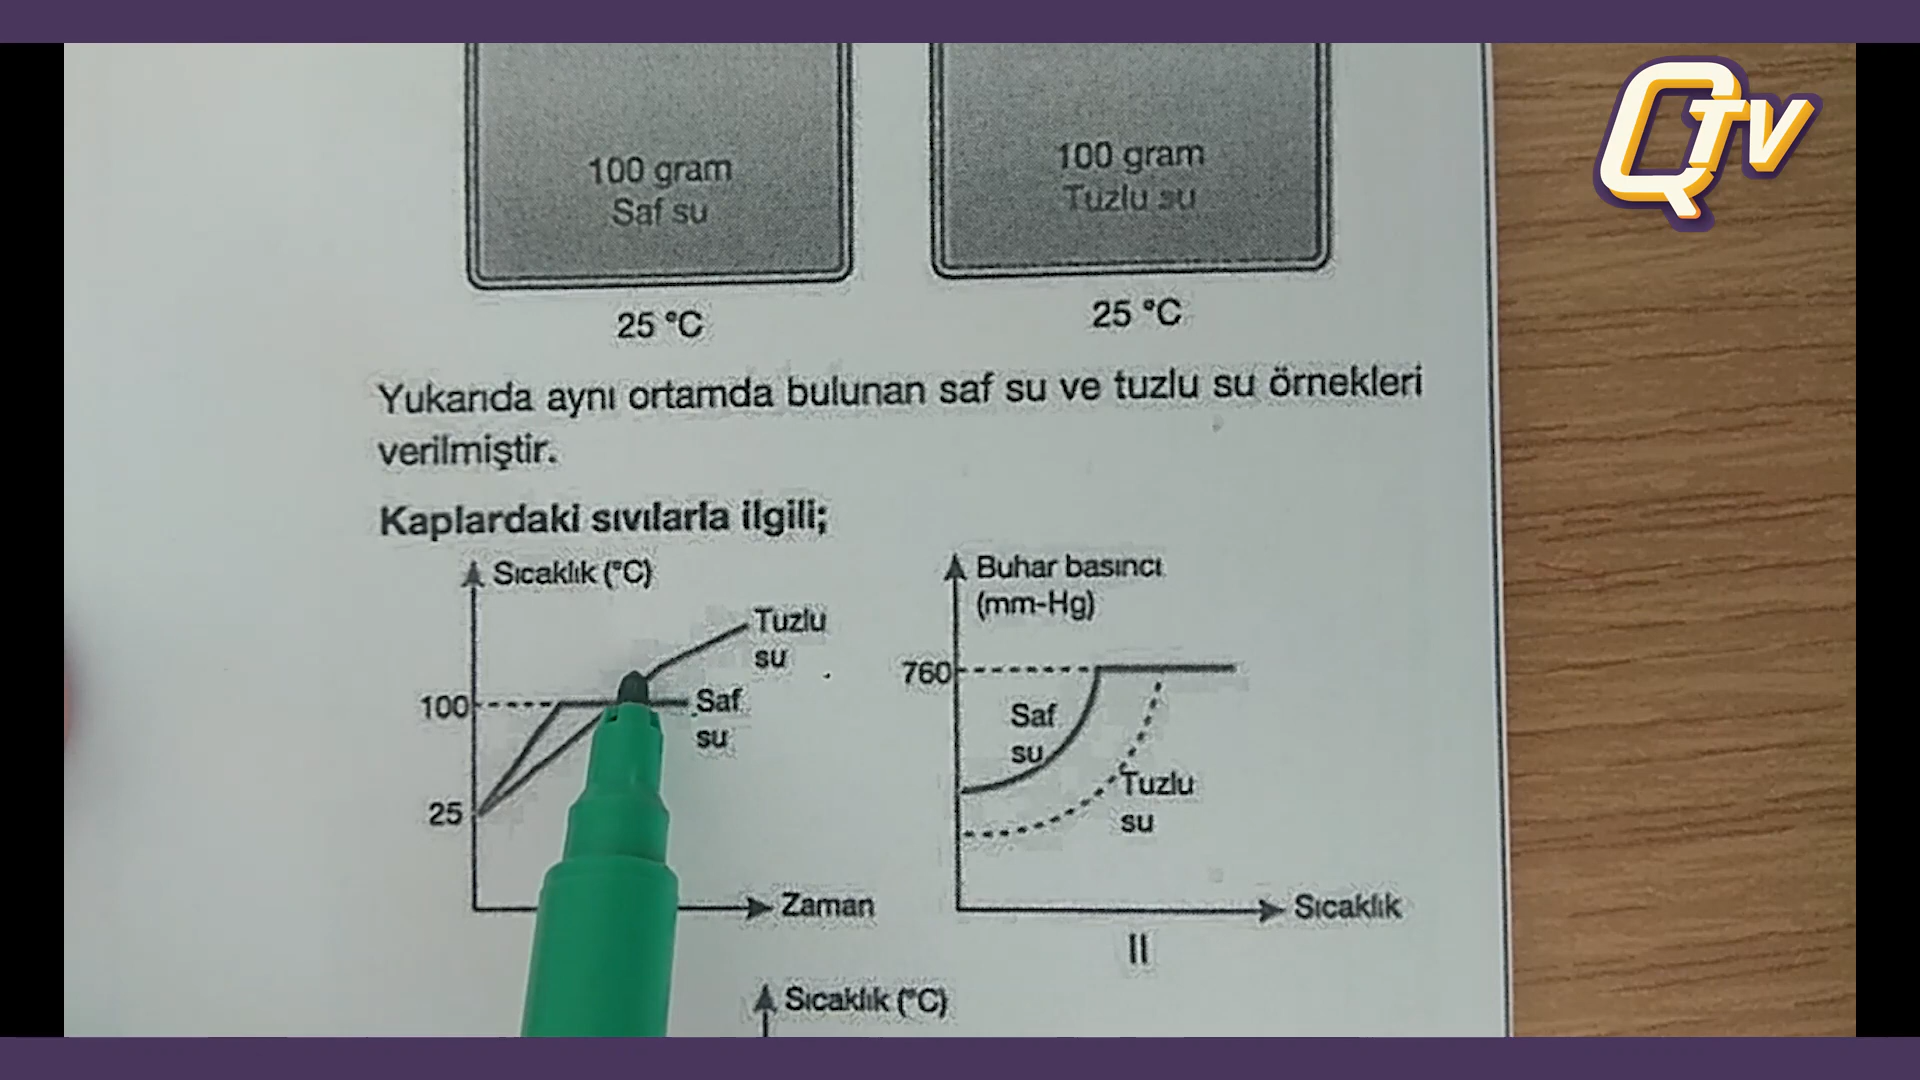 QTV
100 gram
Saf su
100 gram
Tuzlu su
25 °C
25 °C
Yukarıda aynı ortamda bulunan saf su ve tuzlu su örnekleri
verilmiştir.
Kaplardaki sıvılarla ilgili;
Sıcaklık (°C)
Tuzlu
su
100
Saf
su
25
Zaman
Buhar basıncı
(mm-Hg)
760
Saf
su
Tuzlu
su
Sıcaklık
II
Sıcaklık (°C)